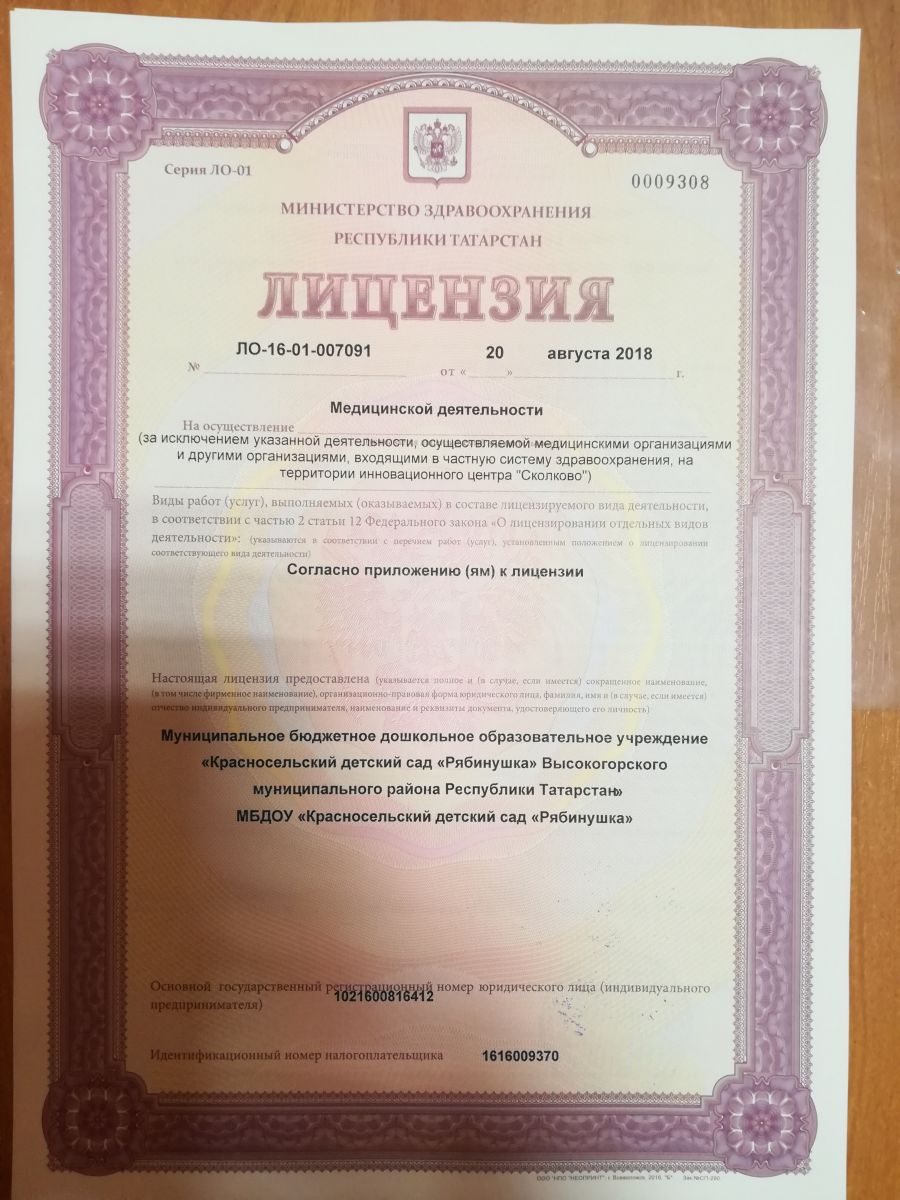 Серия ЛО-01
0009308
МИНИСТЕРСТВО ЗДРАВООХРАНЕНИЯ
РЕСПУБЛИКИ ТАТАРСТАН
ЛИЦЕНЗИЯ
№ ЛО-16-01-007091 от « 20 » августа 2018 г.
На осуществление Медицинской деятельности
(за исключением указанной деятельности, осуществляемой медицинскими организациями
и другими организациями, входящими в частную систему здравоохранения, на
территории инновационного центра "Сколково")
Виды работ (услуг), выполняемых (оказываемых) в составе лицензируемого вида деятельности,
в соответствии с частью 2 статьи 12 Федерального закона «О лицензировании отдельных видов
деятельности»: (указываются в соответствии с перечнем работ (услуг), установленным положением о лицензировании
соответствующего вида деятельности)
Согласно приложению (ям) к лицензии
Настоящая лицензия предоставлена (указывается полное и (в случае, если имеется) сокращенное наименование,
(в том числе фирменное наименование), организационно-правовая форма юридического лица, фамилия, имя и (в случае, если имеется)
отчество индивидуального предпринимателя, наименование и реквизиты документа, удостоверяющего его личность)
Муниципальное бюджетное дошкольное образовательное учреждение
«Красносельский детский сад «Рябинушка» Высокогорского
муниципального района Республики Татарстан»
МБДОУ «Красносельский детский сад «Рябинушка»
Основной государственный регистрационный номер юридического лица (индивидуального
предпринимателя) 1021600816412
Идентификационный номер налогоплательщика 1616009370
ООО "НПО "НЕОПРИНТ", г. Всеволожск, 2016, "Б"